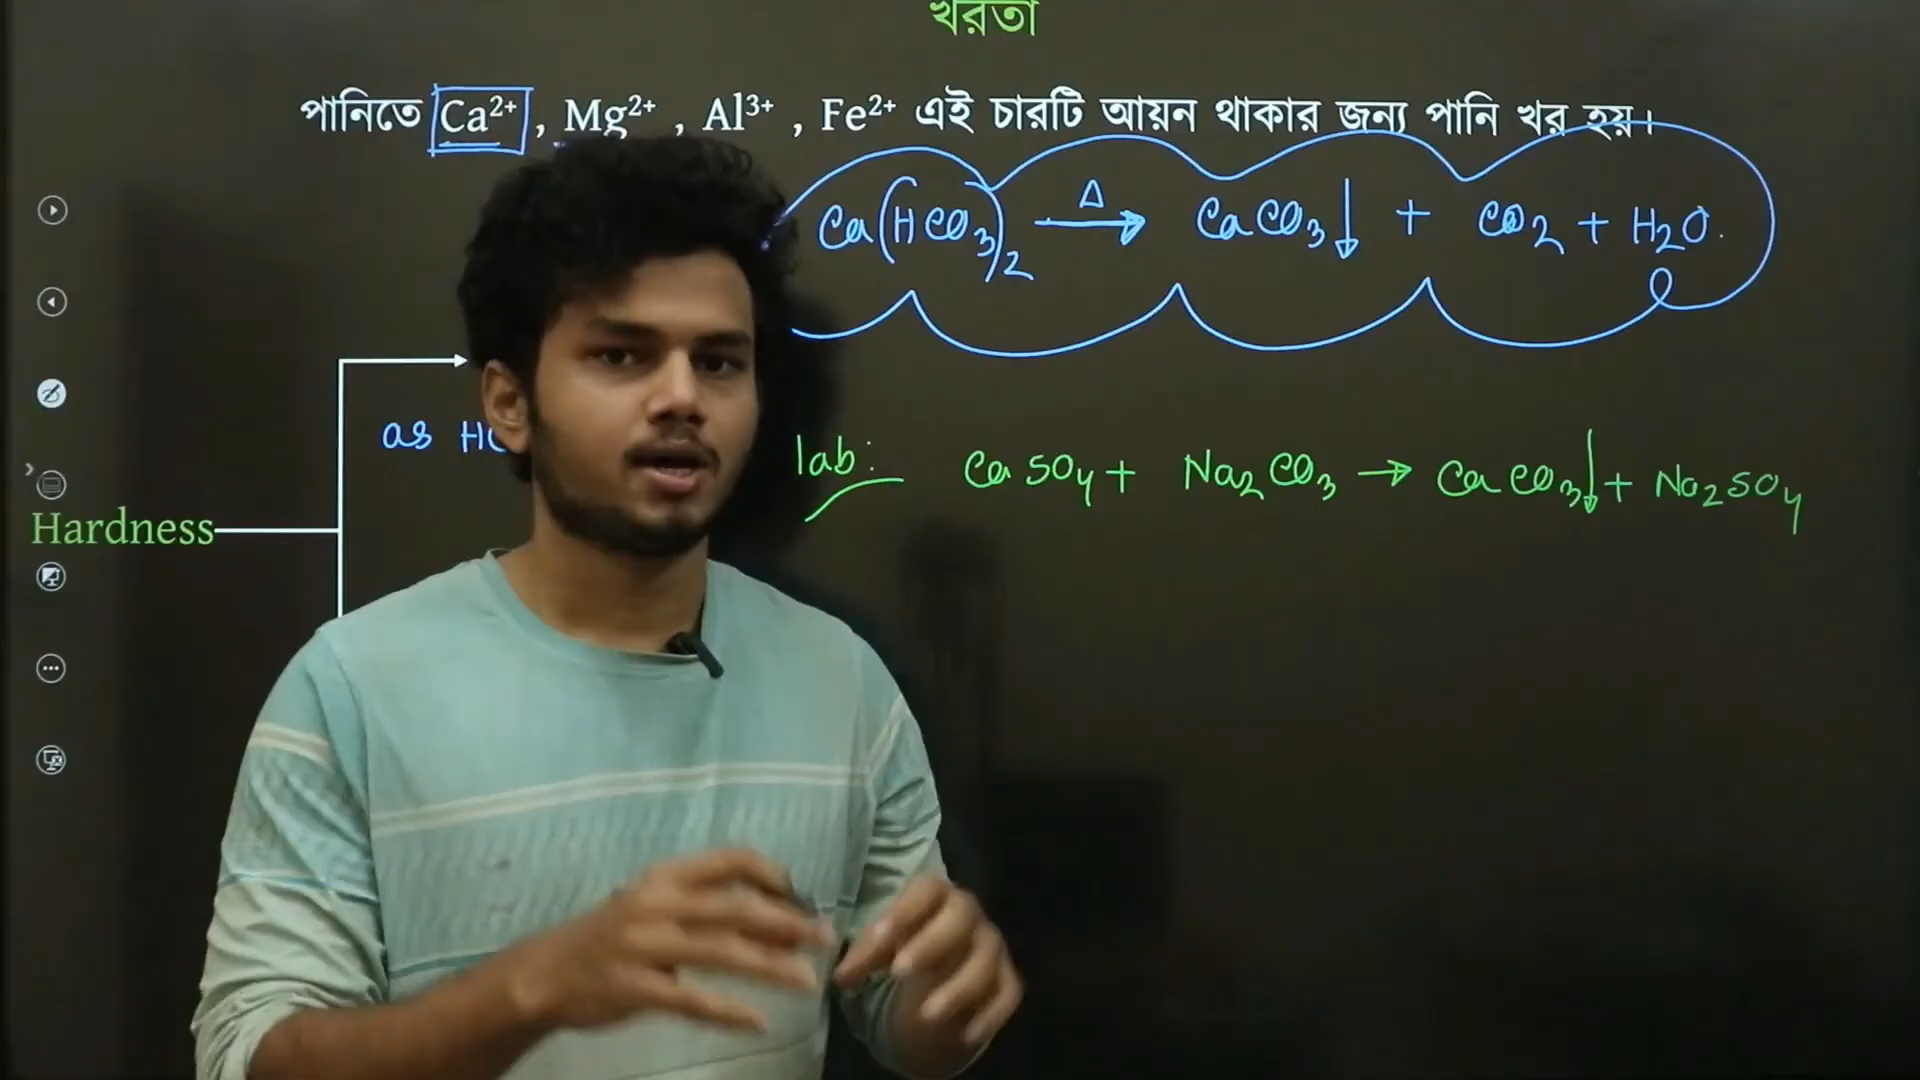 খরতা
পানিতে Ca²⁺ , Mg²⁺ , Al³⁺ , Fe²⁺ এই চারটি আয়ন থাকার জন্য পানি খর হয়।
Ca(HCO₃)₂ —Δ→ CaCO₃↓ + CO₂ + H₂O.
as
lab: CaSO₄ + Na₂CO₃ → CaCO₃↓ + Na₂SO₄
Hardness